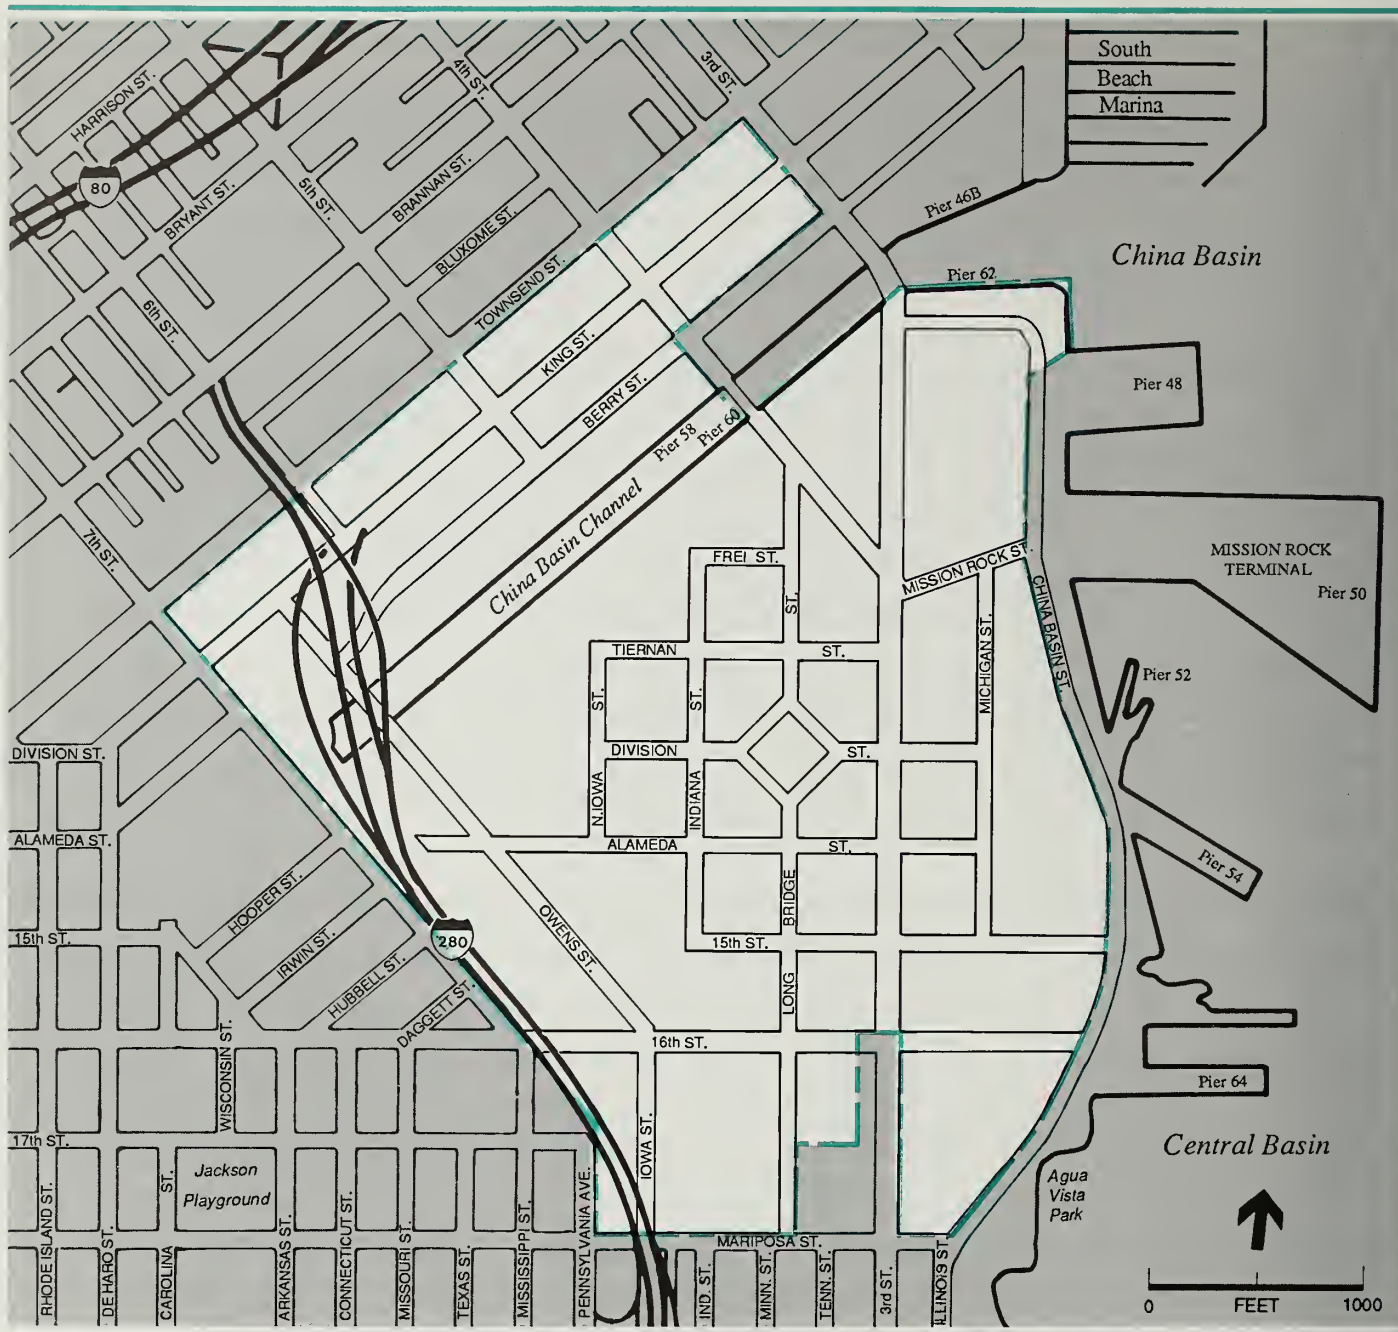 South
Beach
Marina
4th ST.
3rd ST.
HARRISON ST.
80
BRYANT ST.
5th ST.
BRANNAN ST.
BLUXOME ST.
TOWNSEND ST.
Pier 46B
China Basin
Pier 62
6th ST.
KING ST.
BERRY ST.
Pier 48
Pier 58
Pier 60
China Basin Channel
7th ST.
FREI ST.
MISSION ROCK ST.
MISSION ROCK
TERMINAL
Pier 50
ST.
CHINA BASIN ST.
TIERNAN
ST.
MICHIGAN ST.
Pier 52
ST.
ST.
DIVISION ST.
DIVISION
ST.
N.IOWA
INDIANA
ALAMEDA ST.
ALAMEDA
ST.
Pier 54
BRIDGE
HOOPER ST.
OWENS ST.
15th ST.
280
15th ST.
IRWIN ST.
HUBBELL ST.
LONG
DAGGETT ST.
16th ST.
WISCONSIN ST.
Pier 64
17th ST.
IOWA ST.
Central Basin
Jackson
Playground
ST.
Agua
Vista
Park
MARIPOSA ST.
RHODE ISLAND ST.
DE HARO ST.
CAROLINA
ARKANSAS ST.
CONNECTICUT ST.
MISSOURI ST.
TEXAS ST.
MISSISSIPPI ST.
PENNSYLVANIA AVE.
IND. ST.
MINN. ST.
TENN. ST.
3rd ST.
ILLINOIS ST.
0
FEET
1000